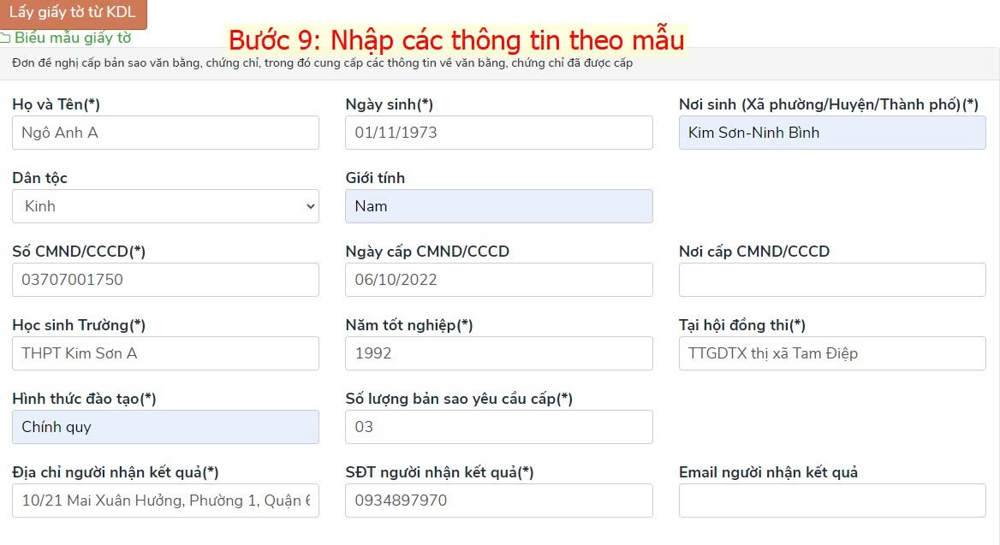 Lấy giấy tờ từ KDL
Biểu mẫu giấy tờ
Bước 9: Nhập các thông tin theo mẫu
Đơn đề nghị cấp bản sao văn bằng, chứng chỉ, trong đó cung cấp các thông tin về văn bằng, chứng chỉ đã được cấp
Họ và Tên(*) Ngày sinh(*) Nơi sinh (Xã phường/Huyện/Thành phố)(*)
Ngô Anh A 01/11/1973 Kim Sơn-Ninh Bình
Dân tộc Giới tính
Kinh Nam
Số CMND/CCCD(*) Ngày cấp CMND/CCCD Nơi cấp CMND/CCCD
03707001750 06/10/2022
Học sinh Trường(*) Năm tốt nghiệp(*) Tại hội đồng thi(*)
THPT Kim Sơn A 1992 TTGDTX thị xã Tam Điệp
Hình thức đào tạo(*) Số lượng bản sao yêu cầu cấp(*)
Chính quy 03
Địa chỉ người nhận kết quả(*) SĐT người nhận kết quả(*) Email người nhận kết quả
10/21 Mai Xuân Hưởng, Phường 1, Quận 6 0934897970